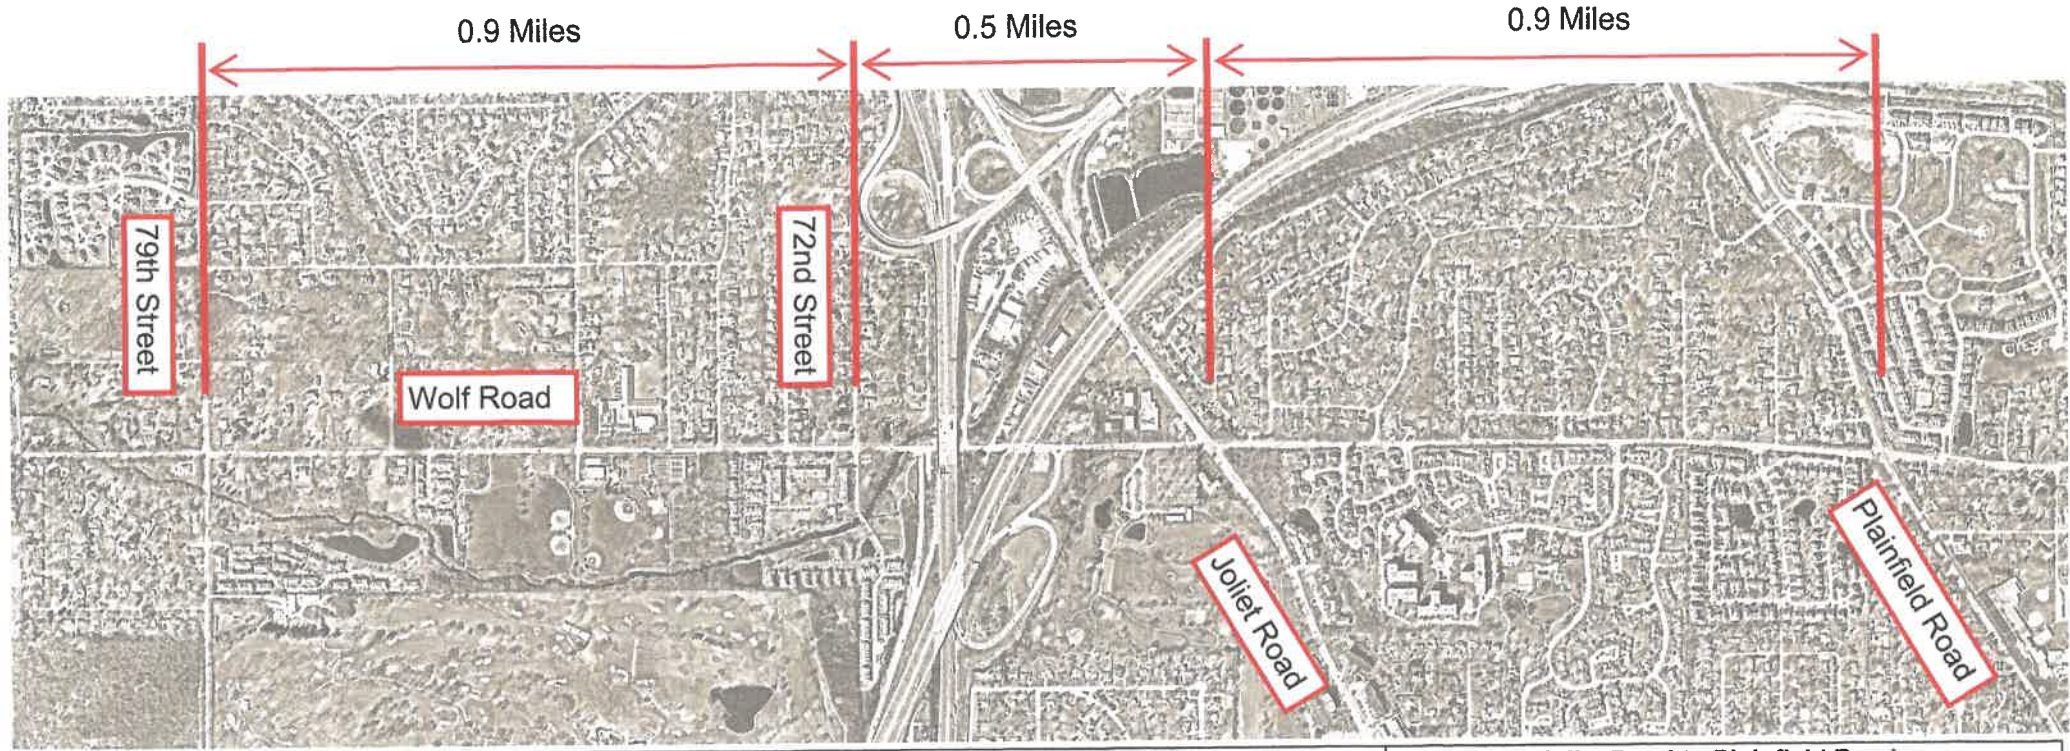 0.9 Miles
0.5 Miles
0.9 Miles
79th Street
72nd Street
Wolf Road
Joliet Road
Plainfield Road